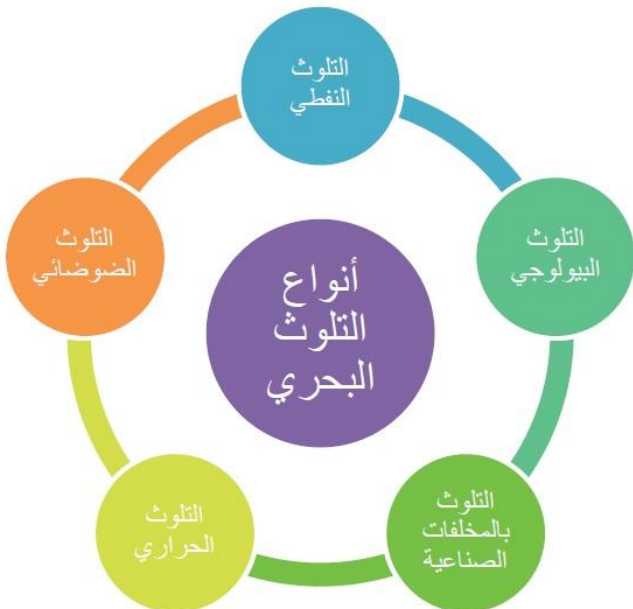 التلوث
النفطي
التلوث
البيولوجي
التلوث
بالمخلفات
الصناعية
التلوث
الحراري
التلوث
الضوضائي
أنواع
التلوث
البحري